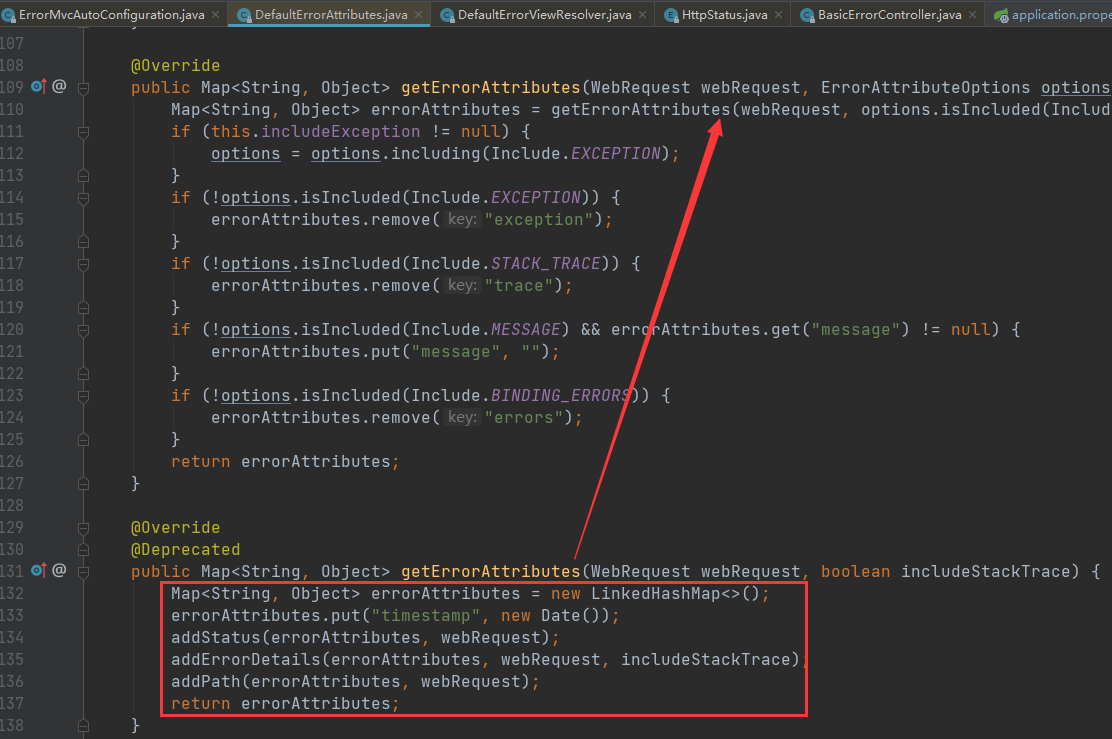 ErrorMvcAutoConfiguration.java DefaultErrorAttributes.java DefaultErrorViewResolver.java HttpStatus.java BasicErrorController.java application.prope
107
108 @Override
109 @ public Map<String, Object> getErrorAttributes(WebRequest webRequest, ErrorAttributeOptions options
110 Map<String, Object> errorAttributes = getErrorAttributes(webRequest, options.isIncluded(Includ
111 if (this.includeException != null) {
112 options = options.including(Include.EXCEPTION);
113 }
114 if (!options.isIncluded(Include.EXCEPTION)) {
115 errorAttributes.remove( key: "exception");
116 }
117 if (!options.isIncluded(Include.STACK_TRACE)) {
118 errorAttributes.remove( key: "trace");
119 }
120 if (!options.isIncluded(Include.MESSAGE) && errorAttributes.get("message") != null) {
121 errorAttributes.put("message", "");
122 }
123 if (!options.isIncluded(Include.BINDING_ERRORS)) {
124 errorAttributes.remove( key: "errors");
125 }
126 return errorAttributes;
127 }
128
129 @Override
130 @Deprecated
131 @ public Map<String, Object> getErrorAttributes(WebRequest webRequest, boolean includeStackTrace) {
132 Map<String, Object> errorAttributes = new LinkedHashMap<>();
133 errorAttributes.put("timestamp", new Date());
134 addStatus(errorAttributes, webRequest);
135 addErrorDetails(errorAttributes, webRequest, includeStackTrace);
136 addPath(errorAttributes, webRequest);
137 return errorAttributes;
138 }